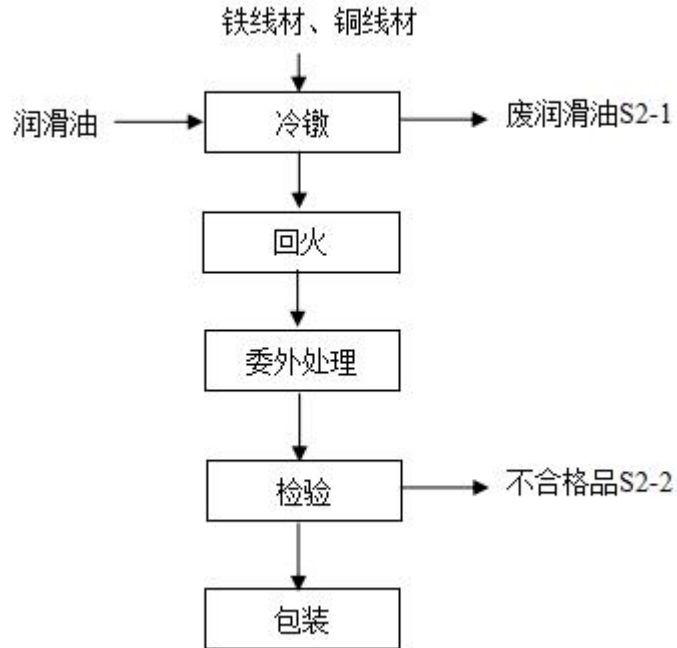 铁线材、铜线材
润滑油
冷镦
废润滑油S2-1
回火
委外处理
检验
不合格品S2-2
包装